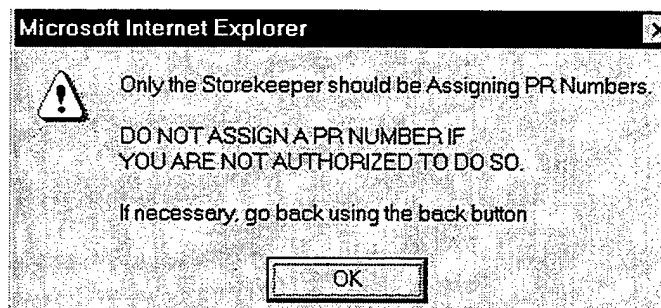 Microsoft Internet Explorer
Only the Storekeeper should be Assigning PR Numbers.
DO NOT ASSIGN A PR NUMBER IF
YOU ARE NOT AUTHORIZED TO DO SO.
If necessary, go back using the back button
OK